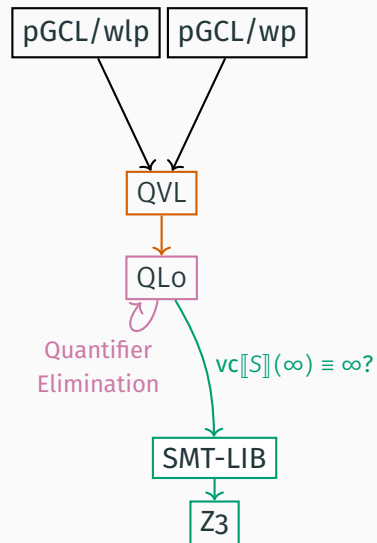 pGCL/wlp
pGCL/wp
QVL
QLo
Quantifier
Elimination
vc⟦S⟧(∞) ≡ ∞?
SMT-LIB
Z3